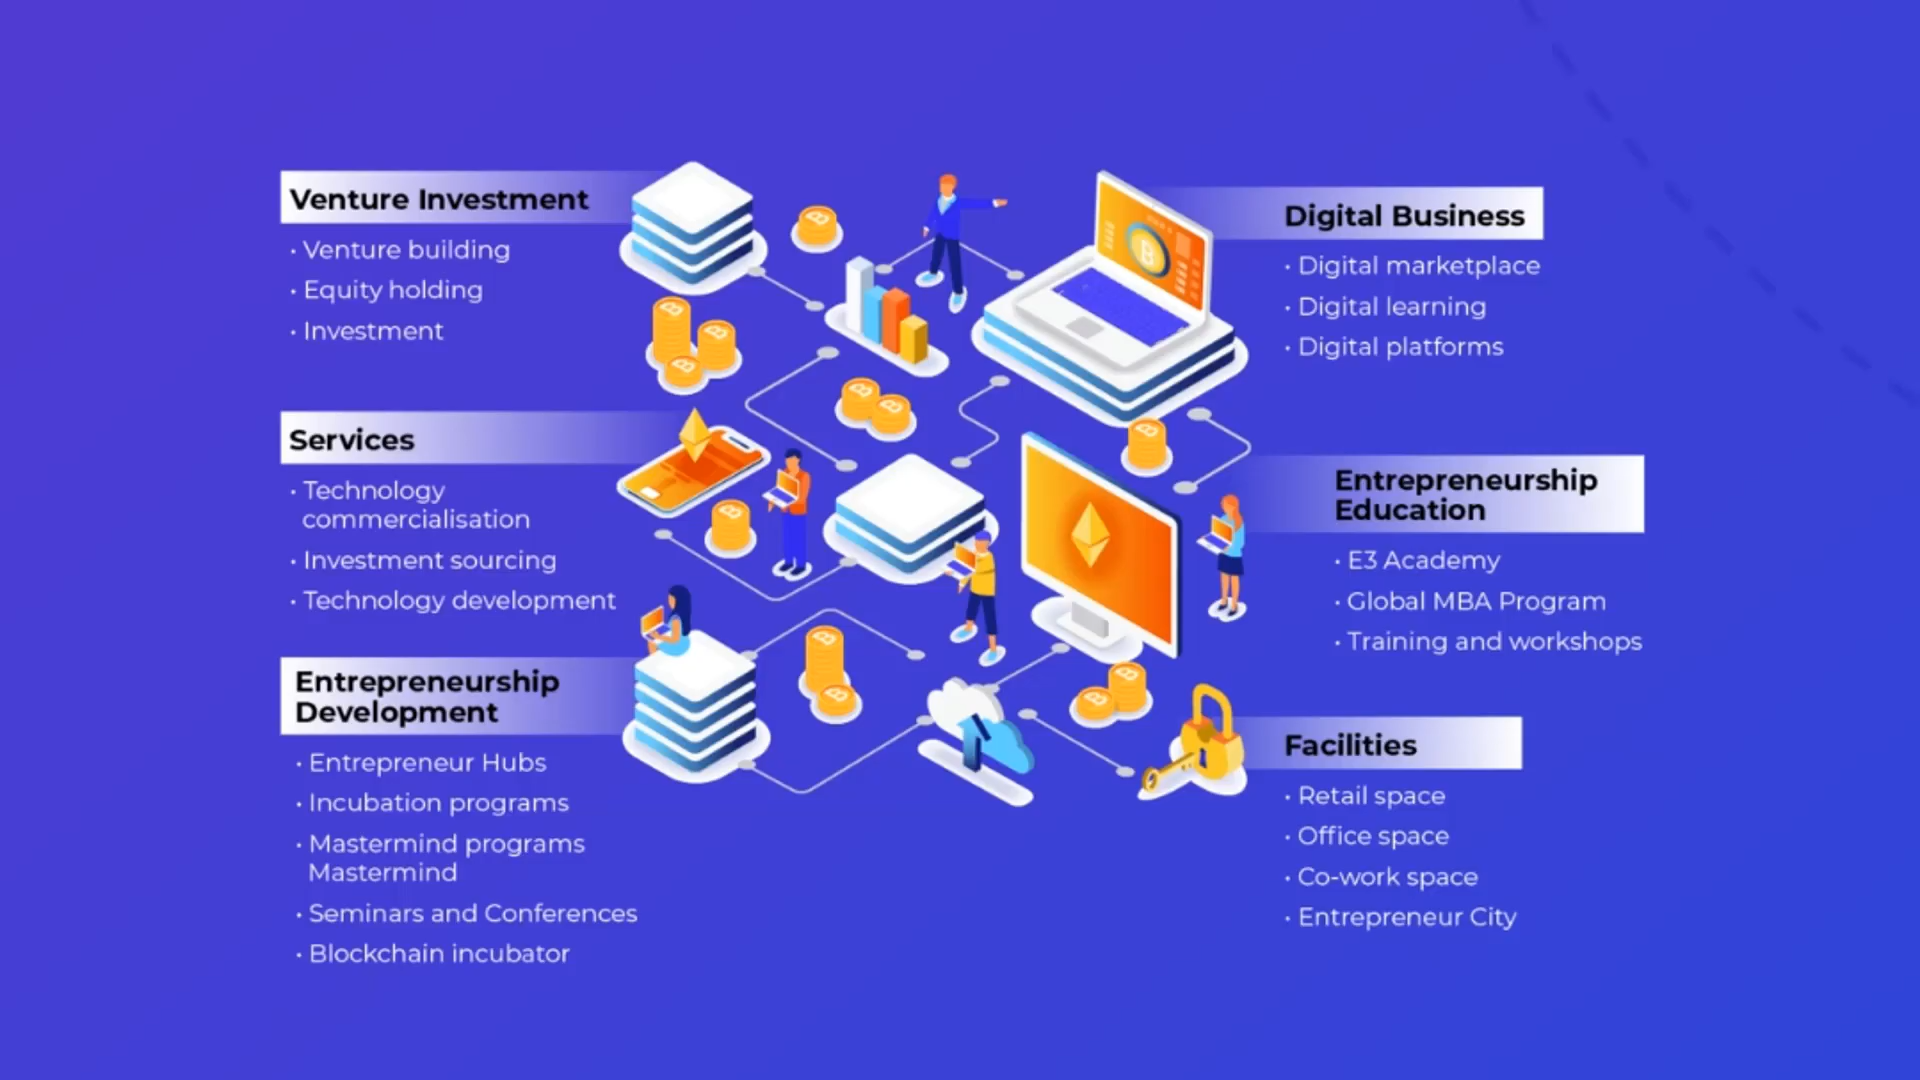 Venture Investment
· Venture building
· Equity holding
· Investment
Services
· Technology
commercialisation
· Investment sourcing
· Technology development
Entrepreneurship
Development
· Entrepreneur Hubs
· Incubation programs
· Mastermind programs
Mastermind
· Seminars and Conferences
· Blockchain incubator
Digital Business
· Digital marketplace
· Digital learning
· Digital platforms
Entrepreneurship
Education
· E3 Academy
· Global MBA Program
· Training and workshops
Facilities
· Retail space
· Office space
· Co-work space
· Entrepreneur City